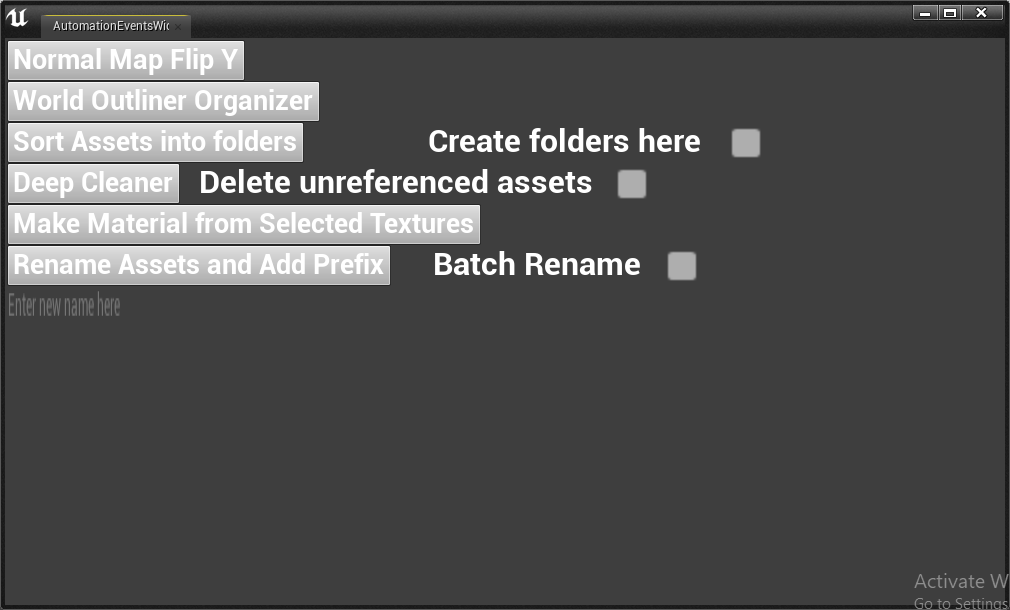 AutomationEventsWid
Normal Map Flip Y
World Outliner Organizer
Sort Assets into folders Create folders here
Deep Cleaner Delete unreferenced assets
Make Material from Selected Textures
Rename Assets and Add Prefix Batch Rename
Enter new name here
Activate W
Go to Settings